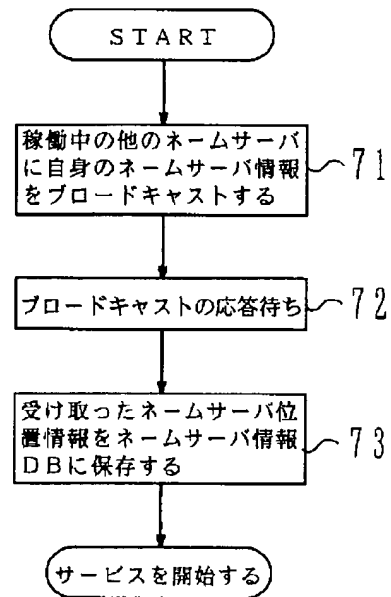 START
稼働中の他のネームサーバ
に自身のネームサーバ情報
をブロードキャストする
71
ブロードキャストの応答待ち
72
受け取ったネームサーバ位
置情報をネームサーバ情報
DBに保存する
73
サービスを開始する